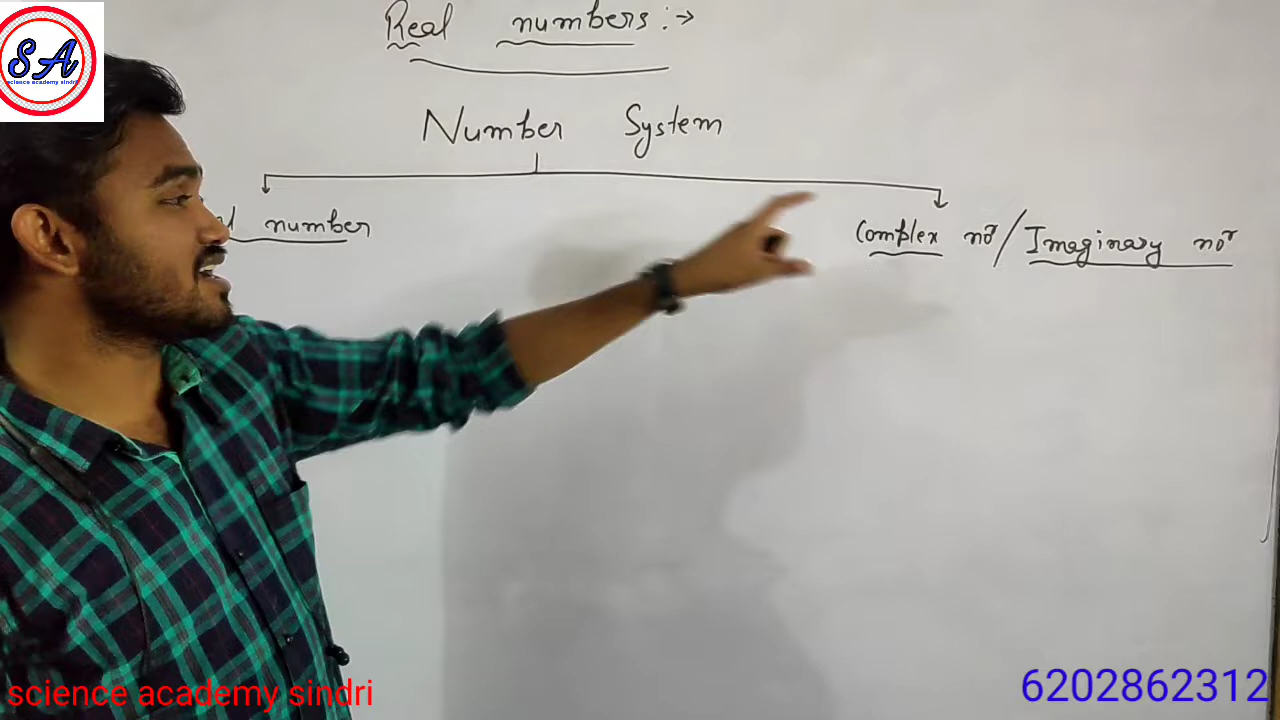 SA
science academy sindri
Real numbers :→
Number System
number
Complex no / Imaginary no
science academy sindri
6202862312